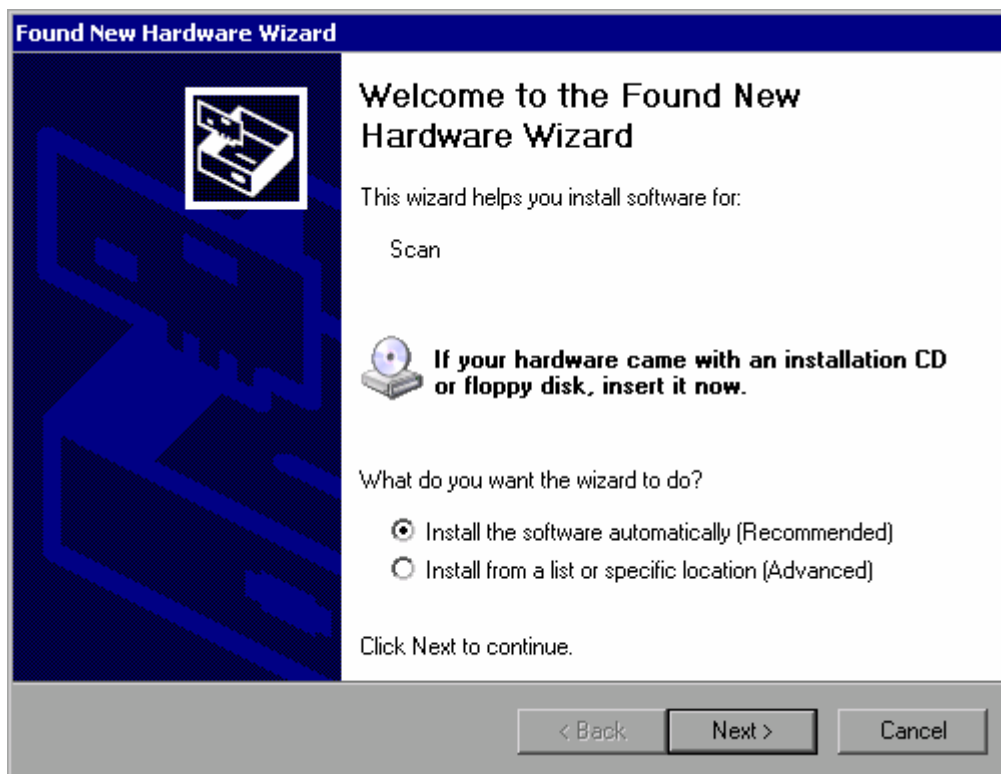 Found New Hardware Wizard
Welcome to the Found New
Hardware Wizard
This wizard helps you install software for:
Scan
If your hardware came with an installation CD
or floppy disk, insert it now.
What do you want the wizard to do?
Install the software automatically (Recommended)
Install from a list or specific location (Advanced)
Click Next to continue.
< Back
Next >
Cancel